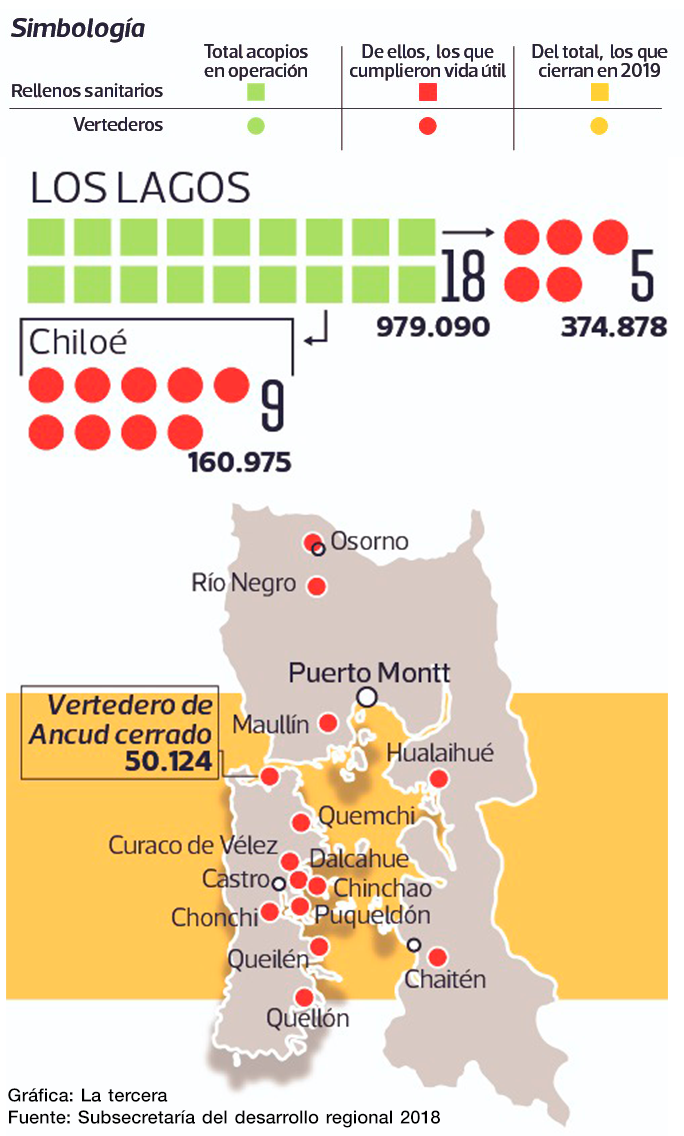 Simbología
Total acopios
en operación
De ellos, los que
cumplieron vida útil
Del total, los que
cierran en 2019
Rellenos sanitarios
Vertederos
LOS LAGOS
18
979.090
5
374.878
Chiloé
9
160.975
Osorno
Río Negro
Puerto Montt
Vertedero de
Ancud cerrado
50.124
Maullín
Hualaihué
Quemchi
Curaco de Vélez
Dalcahue
Castro
Chinchao
Chonchi
Puqueldón
Queilén
Chaitén
Quellón
Gráfica: La tercera
Fuente: Subsecretaría del desarrollo regional 2018